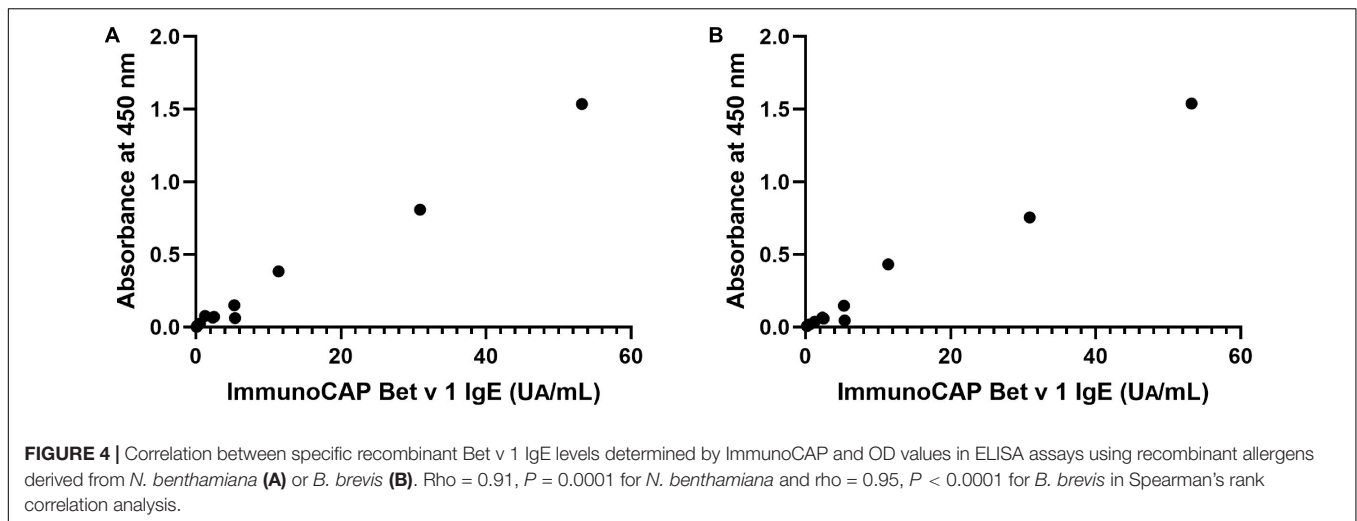 A
B
2.0
1.5
1.0
0.5
0.0
Absorbance at 450 nm
0 20 40 60
ImmunoCAP Bet v 1 IgE (UA/mL)
2.0
1.5
1.0
0.5
0.0
Absorbance at 450 nm
0 20 40 60
ImmunoCAP Bet v 1 IgE (UA/mL)
FIGURE 4 | Correlation between specific recombinant Bet v 1 IgE levels determined by ImmunoCAP and OD values in ELISA assays using recombinant allergens
derived from N. benthamiana (A) or B. brevis (B). Rho = 0.91, P = 0.0001 for N. benthamiana and rho = 0.95, P < 0.0001 for B. brevis in Spearman's rank
correlation analysis.